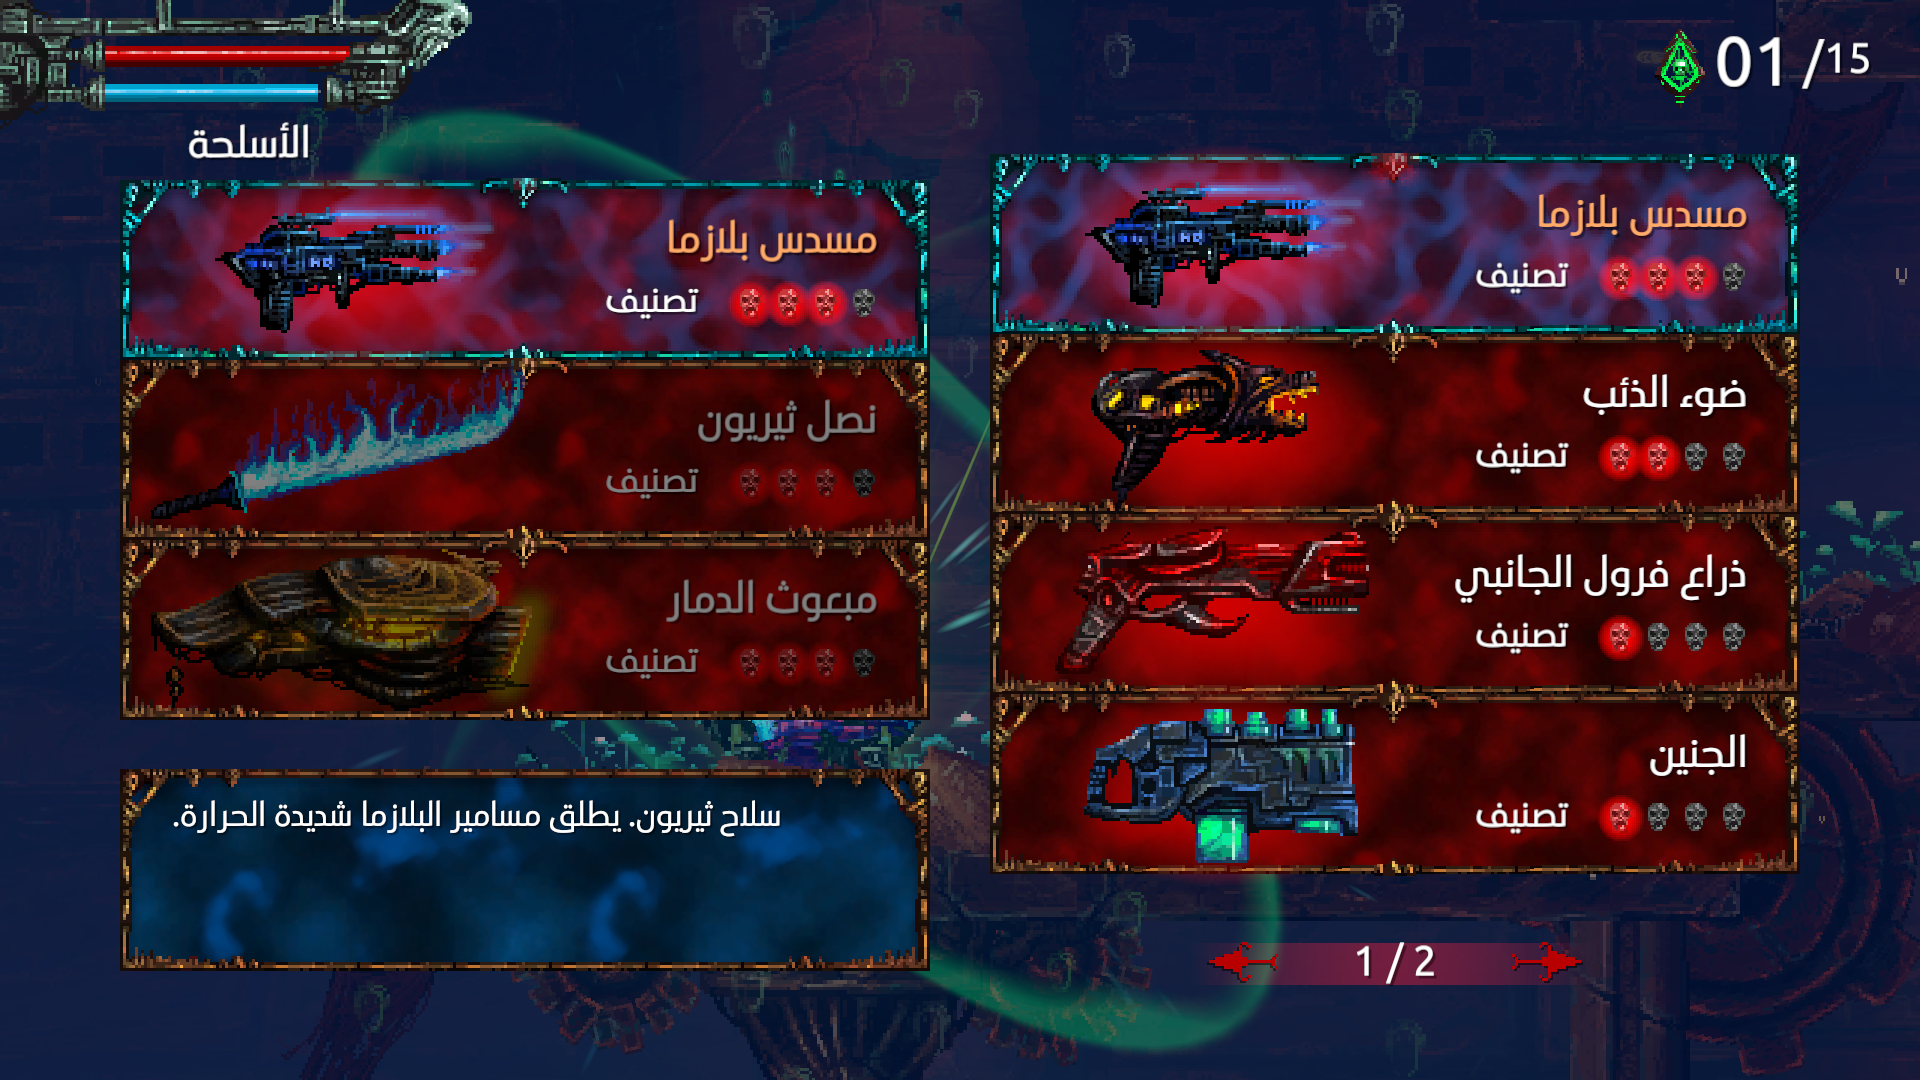 01/15
الأسلحة
مسدس بلازما
تصنيف
نصل ثيريون
تصنيف
مبعوث الدمار
تصنيف
سلاح ثيريون. يطلق مسامير البلازما شديدة الحرارة.
مسدس بلازما
تصنيف
ضوء الذئب
تصنيف
ذراع فرول الجانبي
تصنيف
الجنين
تصنيف
1 / 2